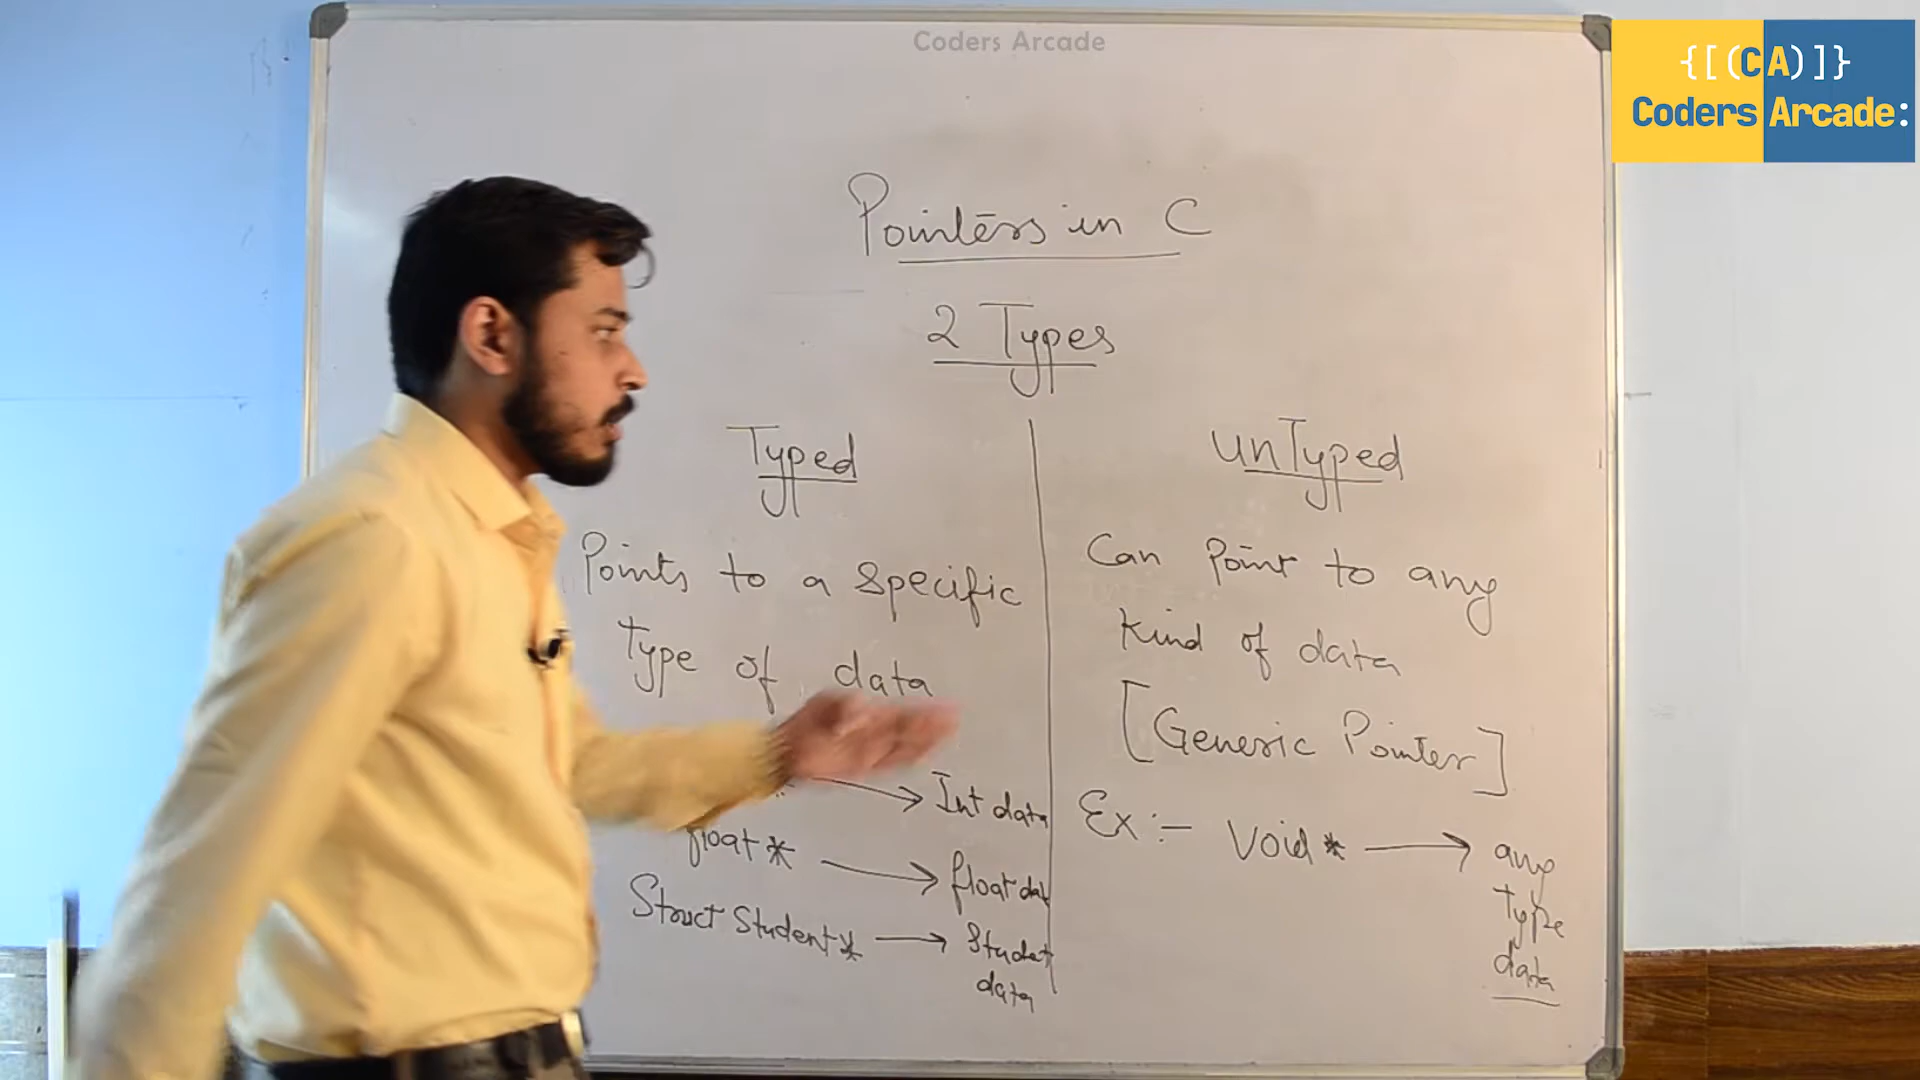 Coders Arcade
{[(CA)]}
Coders Arcade:
Pointers in C
2 Types
Typed
Points to a specific
type of data
* Int data
float* float dat
Struct Student* Studet
data
UnTyped
Can point to any
kind of data
[Generic Pointer]
Ex:- Void* any
type
data